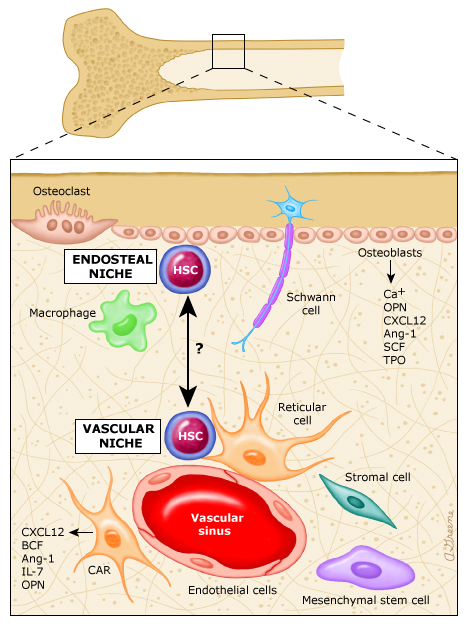 Osteoclast
ENDOSTEAL
NICHE
HSC
Osteoblasts
Macrophage
Schwann
cell
Ca+
OPN
CXCL12
Ang-1
SCF
TPO
?
VASCULAR
NICHE
HSC
Reticular
cell
Stromal cell
Vascular
sinus
CXCL12
BCF
Ang-1
IL-7
OPN
CAR
Endothelial cells
Mesenchymal stem cell